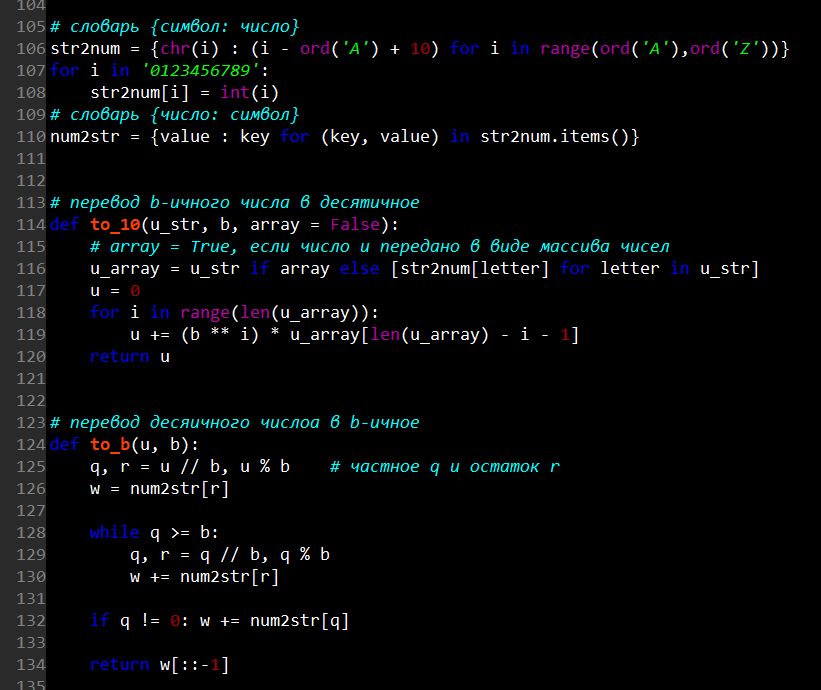 104
105 # словарь {символ: число}
106 str2num = {chr(i) : (i - ord('A') + 10) for i in range(ord('A'),ord('Z'))}
107 for i in '0123456789':
108     str2num[i] = int(i)
109 # словарь {число: символ}
110 num2str = {value : key for (key, value) in str2num.items()}
111
112
113 # перевод b-ичного числа в десятичное
114 def to_10(u_str, b, array = False):
115     # array = True, если число и передано в виде массива чисел
116     u_array = u_str if array else [str2num[letter] for letter in u_str]
117     u = 0
118     for i in range(len(u_array)):
119         u += (b ** i) * u_array[len(u_array) - i - 1]
120     return u
121
122
123 # перевод десяичного числоа в b-ичное
124 def to_b(u, b):
125     q, r = u // b, u % b    # частное q и остаток r
126     w = num2str[r]
127
128     while q >= b:
129         q, r = q // b, q % b
130         w += num2str[r]
131
132     if q != 0: w += num2str[q]
133
134     return w[::-1]
135